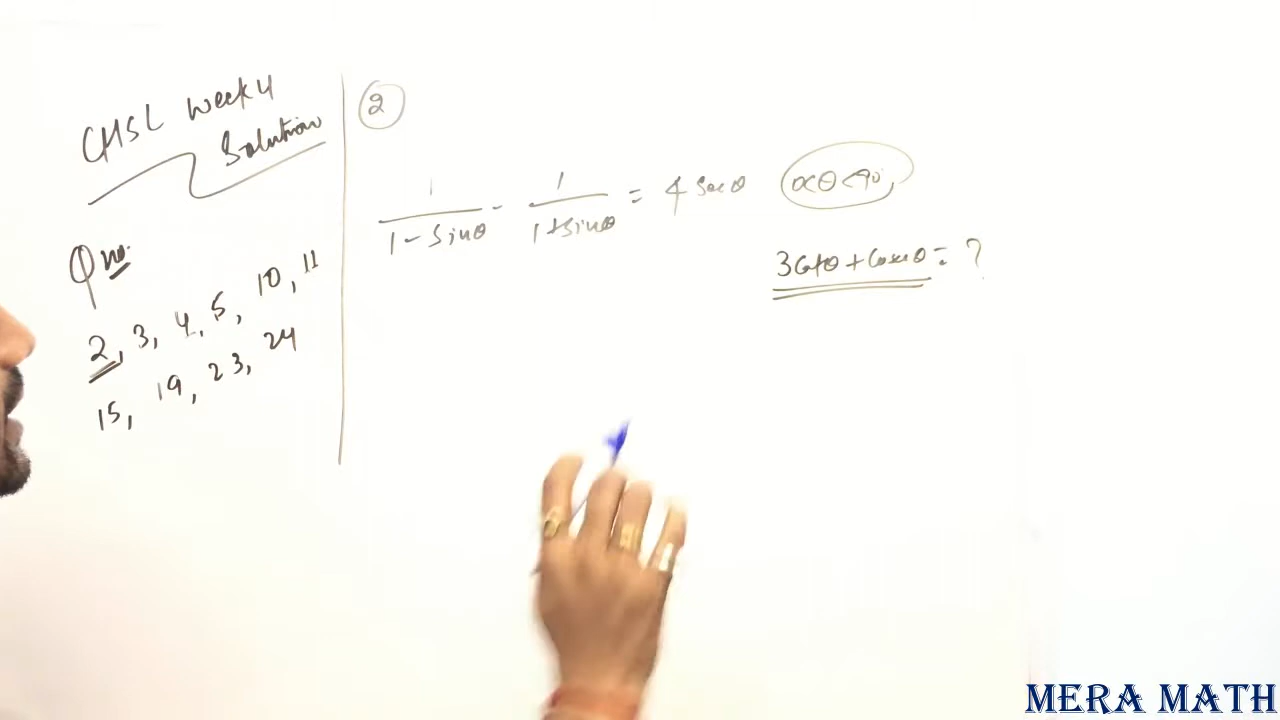 CHSL Week 4
Solution
Q no.
2, 3, 4, 5, 10, 11
15, 19, 23, 24
2
1/(1 - Sinθ) - 1/(1 + Sinθ) = 4 Sec θ
0<θ<90,
3Cotθ + Cosecθ = ?
MERA MATH